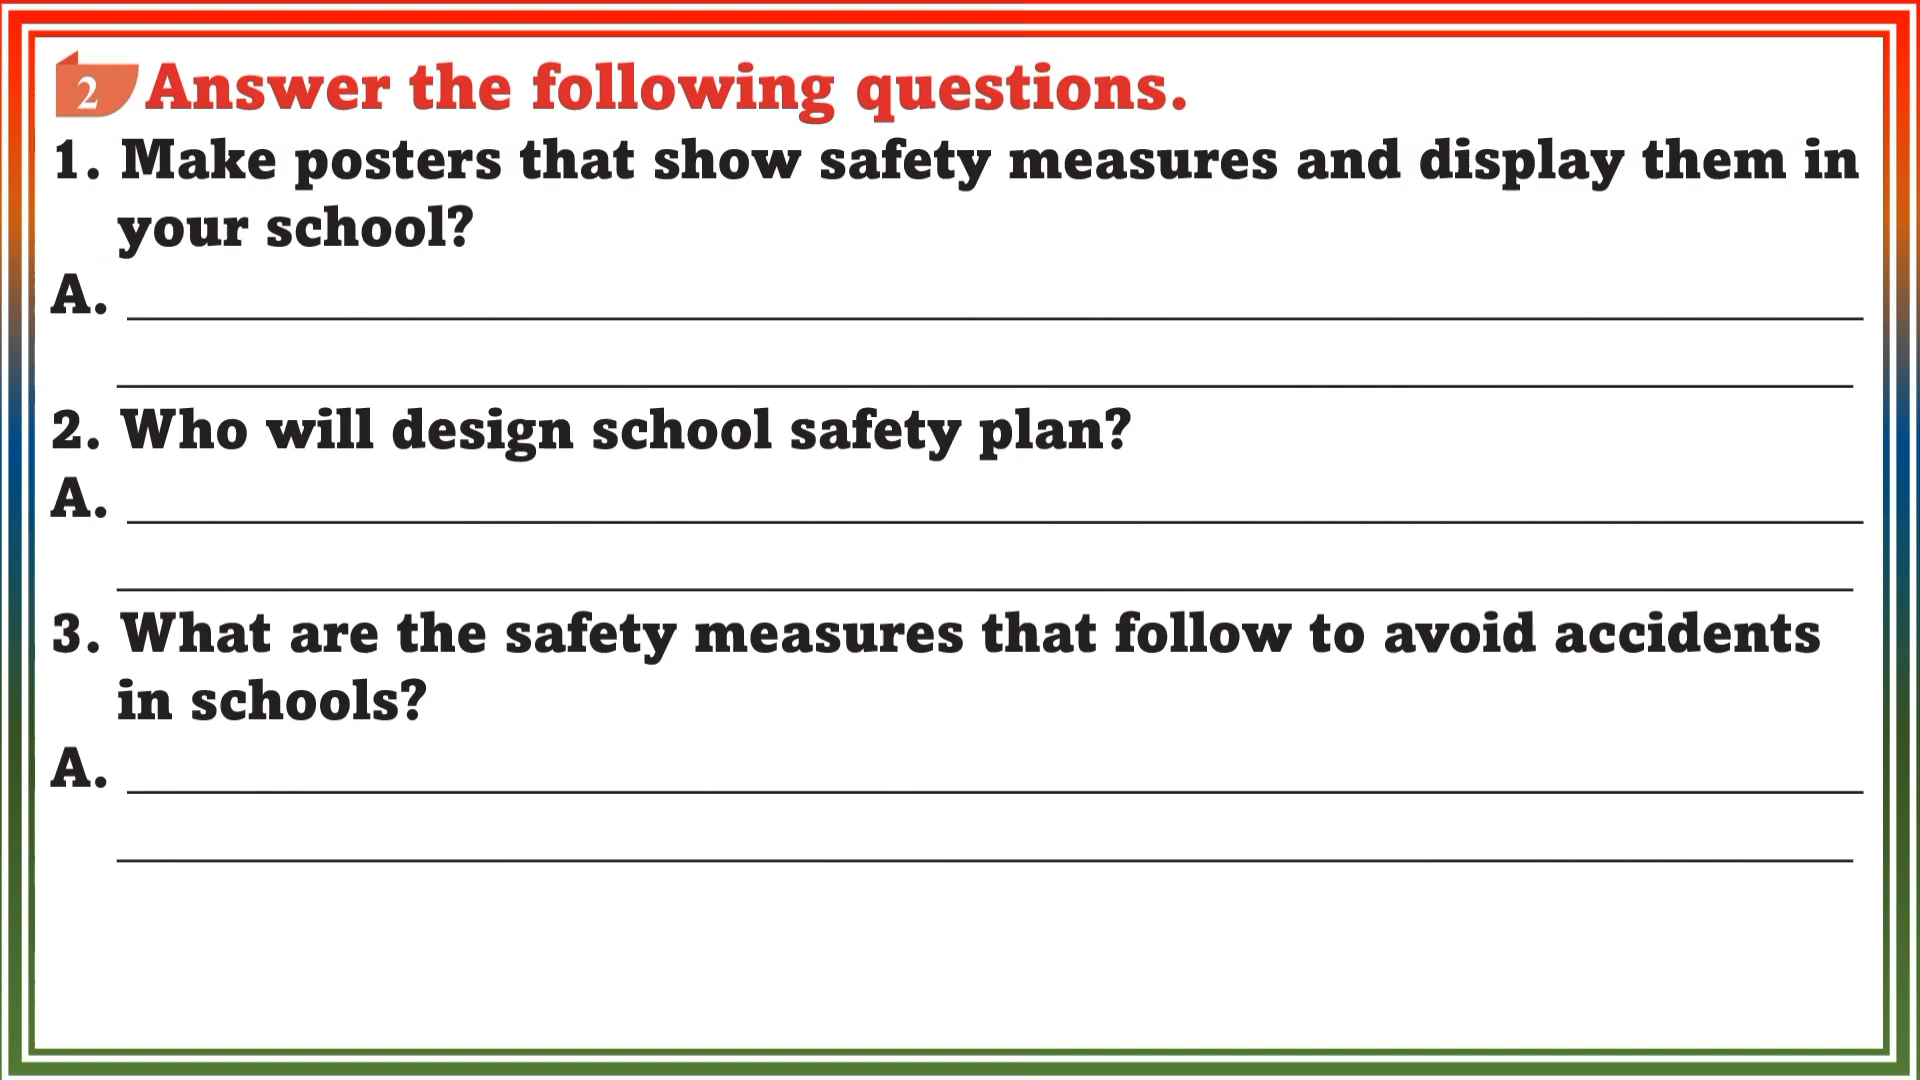 2 Answer the following questions.
1. Make posters that show safety measures and display them in
your school?
A.
2. Who will design school safety plan?
A.
3. What are the safety measures that follow to avoid accidents
in schools?
A.